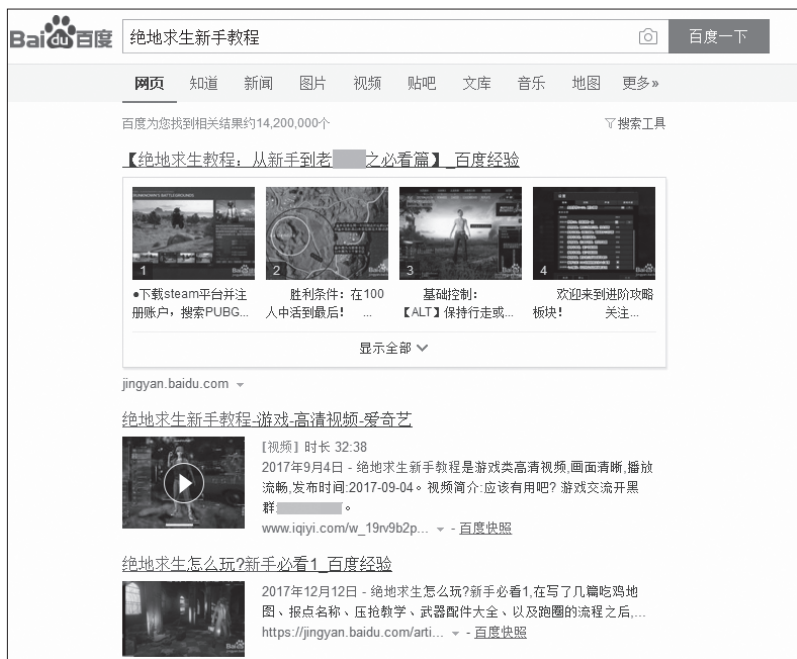 Baidu百度
绝地求生新手教程
百度一下
网页 知道 新闻 图片 视频 贴吧 文库 音乐 地图 更多»
百度为您找到相关结果约14,200,000个
搜索工具
【绝地求生教程：从新手到老 之必看篇】_百度经验
1
2
3
4
●下载steam平台并注册账户，搜索PUBG...
胜利条件：在100人中活到最后！ ...
基础控制：【ALT】保持行走或...
欢迎来到进阶攻略板块！ 关注...
显示全部
jingyan.baidu.com
绝地求生新手教程-游戏-高清视频-爱奇艺
[视频] 时长 32:38
2017年9月4日 - 绝地求生新手教程是游戏类高清视频,画面清晰,播放
流畅,发布时间:2017-09-04。视频简介:应该有用吧? 游戏交流开黑
群: 。
www.iqiyi.com/w_19rv9b2p... - 百度快照
绝地求生怎么玩?新手必看1_百度经验
2017年12月12日 - 绝地求生怎么玩?新手必看1,在写了几篇吃鸡地
图、报点名称、压抢教学、武器配件大全、以及跑圈的流程之后,...
https://jingyan.baidu.com/arti... - 百度快照